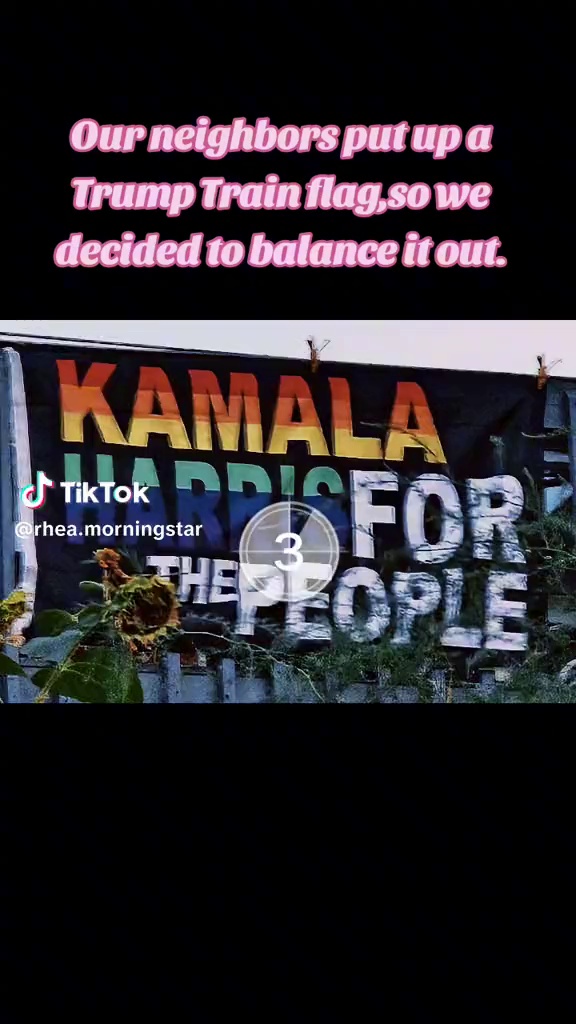 Our neighbors put up a
Trump Train flag,so we
decided to balance it out.
KAMALA
HARRIS FOR
TikTok
@rhea.morningstar
3
THE PEOPLE